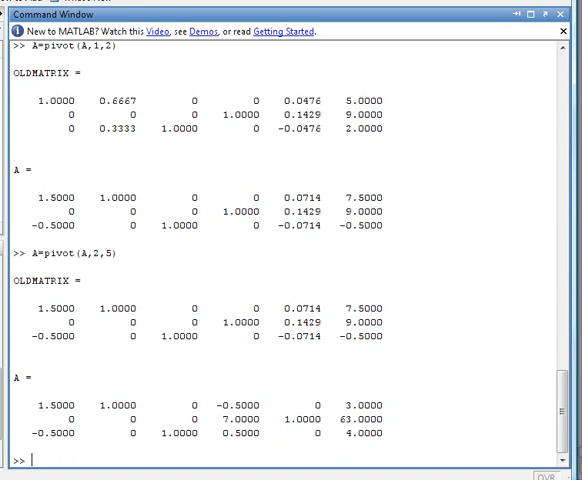 Command Window
New to MATLAB? Watch this Video, see Demos, or read Getting Started.
>> A=pivot(A,1,2)
OLDMATRIX =
1.0000 0.6667 0 0 0.0476 5.0000
0 0 0 1.0000 0.1429 9.0000
0 0.3333 1.0000 0 -0.0476 2.0000
A =
1.5000 1.0000 0 0 0.0714 7.5000
0 0 0 1.0000 0.1429 9.0000
-0.5000 0 1.0000 0 -0.0714 -0.5000
>> A=pivot(A,2,5)
OLDMATRIX =
1.5000 1.0000 0 0 0.0714 7.5000
0 0 0 1.0000 0.1429 9.0000
-0.5000 0 1.0000 0 -0.0714 -0.5000
A =
1.5000 1.0000 0 -0.5000 0 3.0000
0 0 0 7.0000 1.0000 63.0000
-0.5000 0 1.0000 0.5000 0 4.0000
>>
OVR